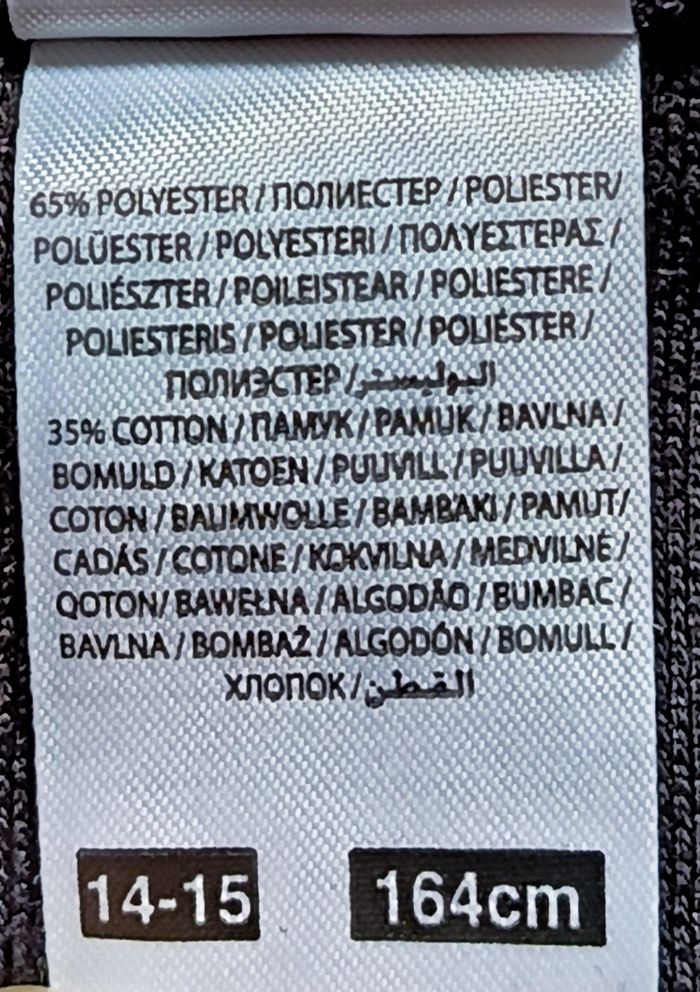 65% POLYESTER / ПОЛИЕСТЕР / POLIESTER/
POLÜESTER / POLYESTERI / ΠΟΛΥΕΣΤΕΡΑΣ /
POLIÉSZTER / POILEISTEAR / POLIESTERE /
POLIESTERIS / POLIESTER / POLIÉSTER /
ПОЛИЭСТЕР / البوليستر
35% COTTON / ПАМУК / PAMUK / BAVLNA /
BOMULD / KATOEN / PUUVILL / PUUVILLA /
COTON / BAUMWOLLE / BAMBAKI / PAMUT/
CADÁS / COTONE / KOKVILNA / MEDVILNÉ /
QOTON/ BAWEŁNA / ALGODÃO / BUMBAC /
BAVLNA / BOMBAŽ / ALGODÓN / BOMULL /
ХЛОПОК / القطن
14-15 164cm